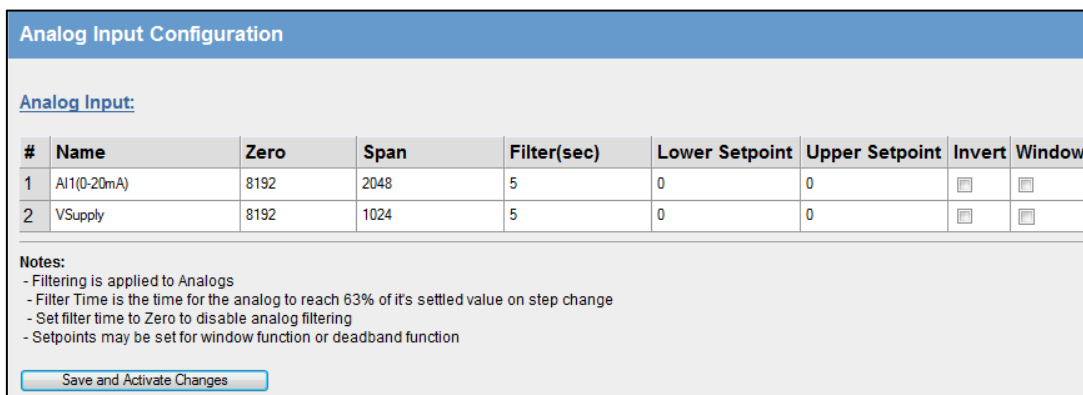 Analog Input Configuration
Analog Input:
# Name Zero Span Filter(sec) Lower Setpoint Upper Setpoint Invert Window
1 AI1(0-20mA) 8192 2048 5 0 0
2 VSupply 8192 1024 5 0 0
Notes:
- Filtering is applied to Analogs
- Filter Time is the time for the analog to reach 63% of it's settled value on step change
- Set filter time to Zero to disable analog filtering
- Setpoints may be set for window function or deadband function
Save and Activate Changes